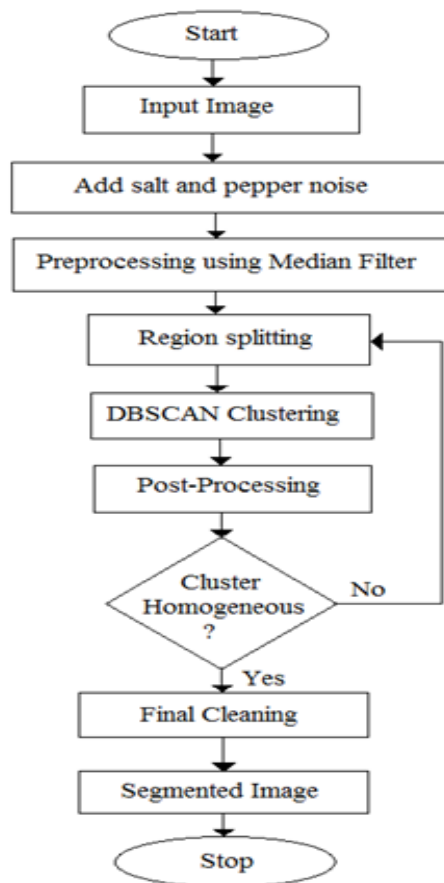 Start
Input Image
Add salt and pepper noise
Preprocessing using Median Filter
Region splitting
DBSCAN Clustering
Post-Processing
Cluster
Homogeneous
?
No
Yes
Final Cleaning
Segmented Image
Stop